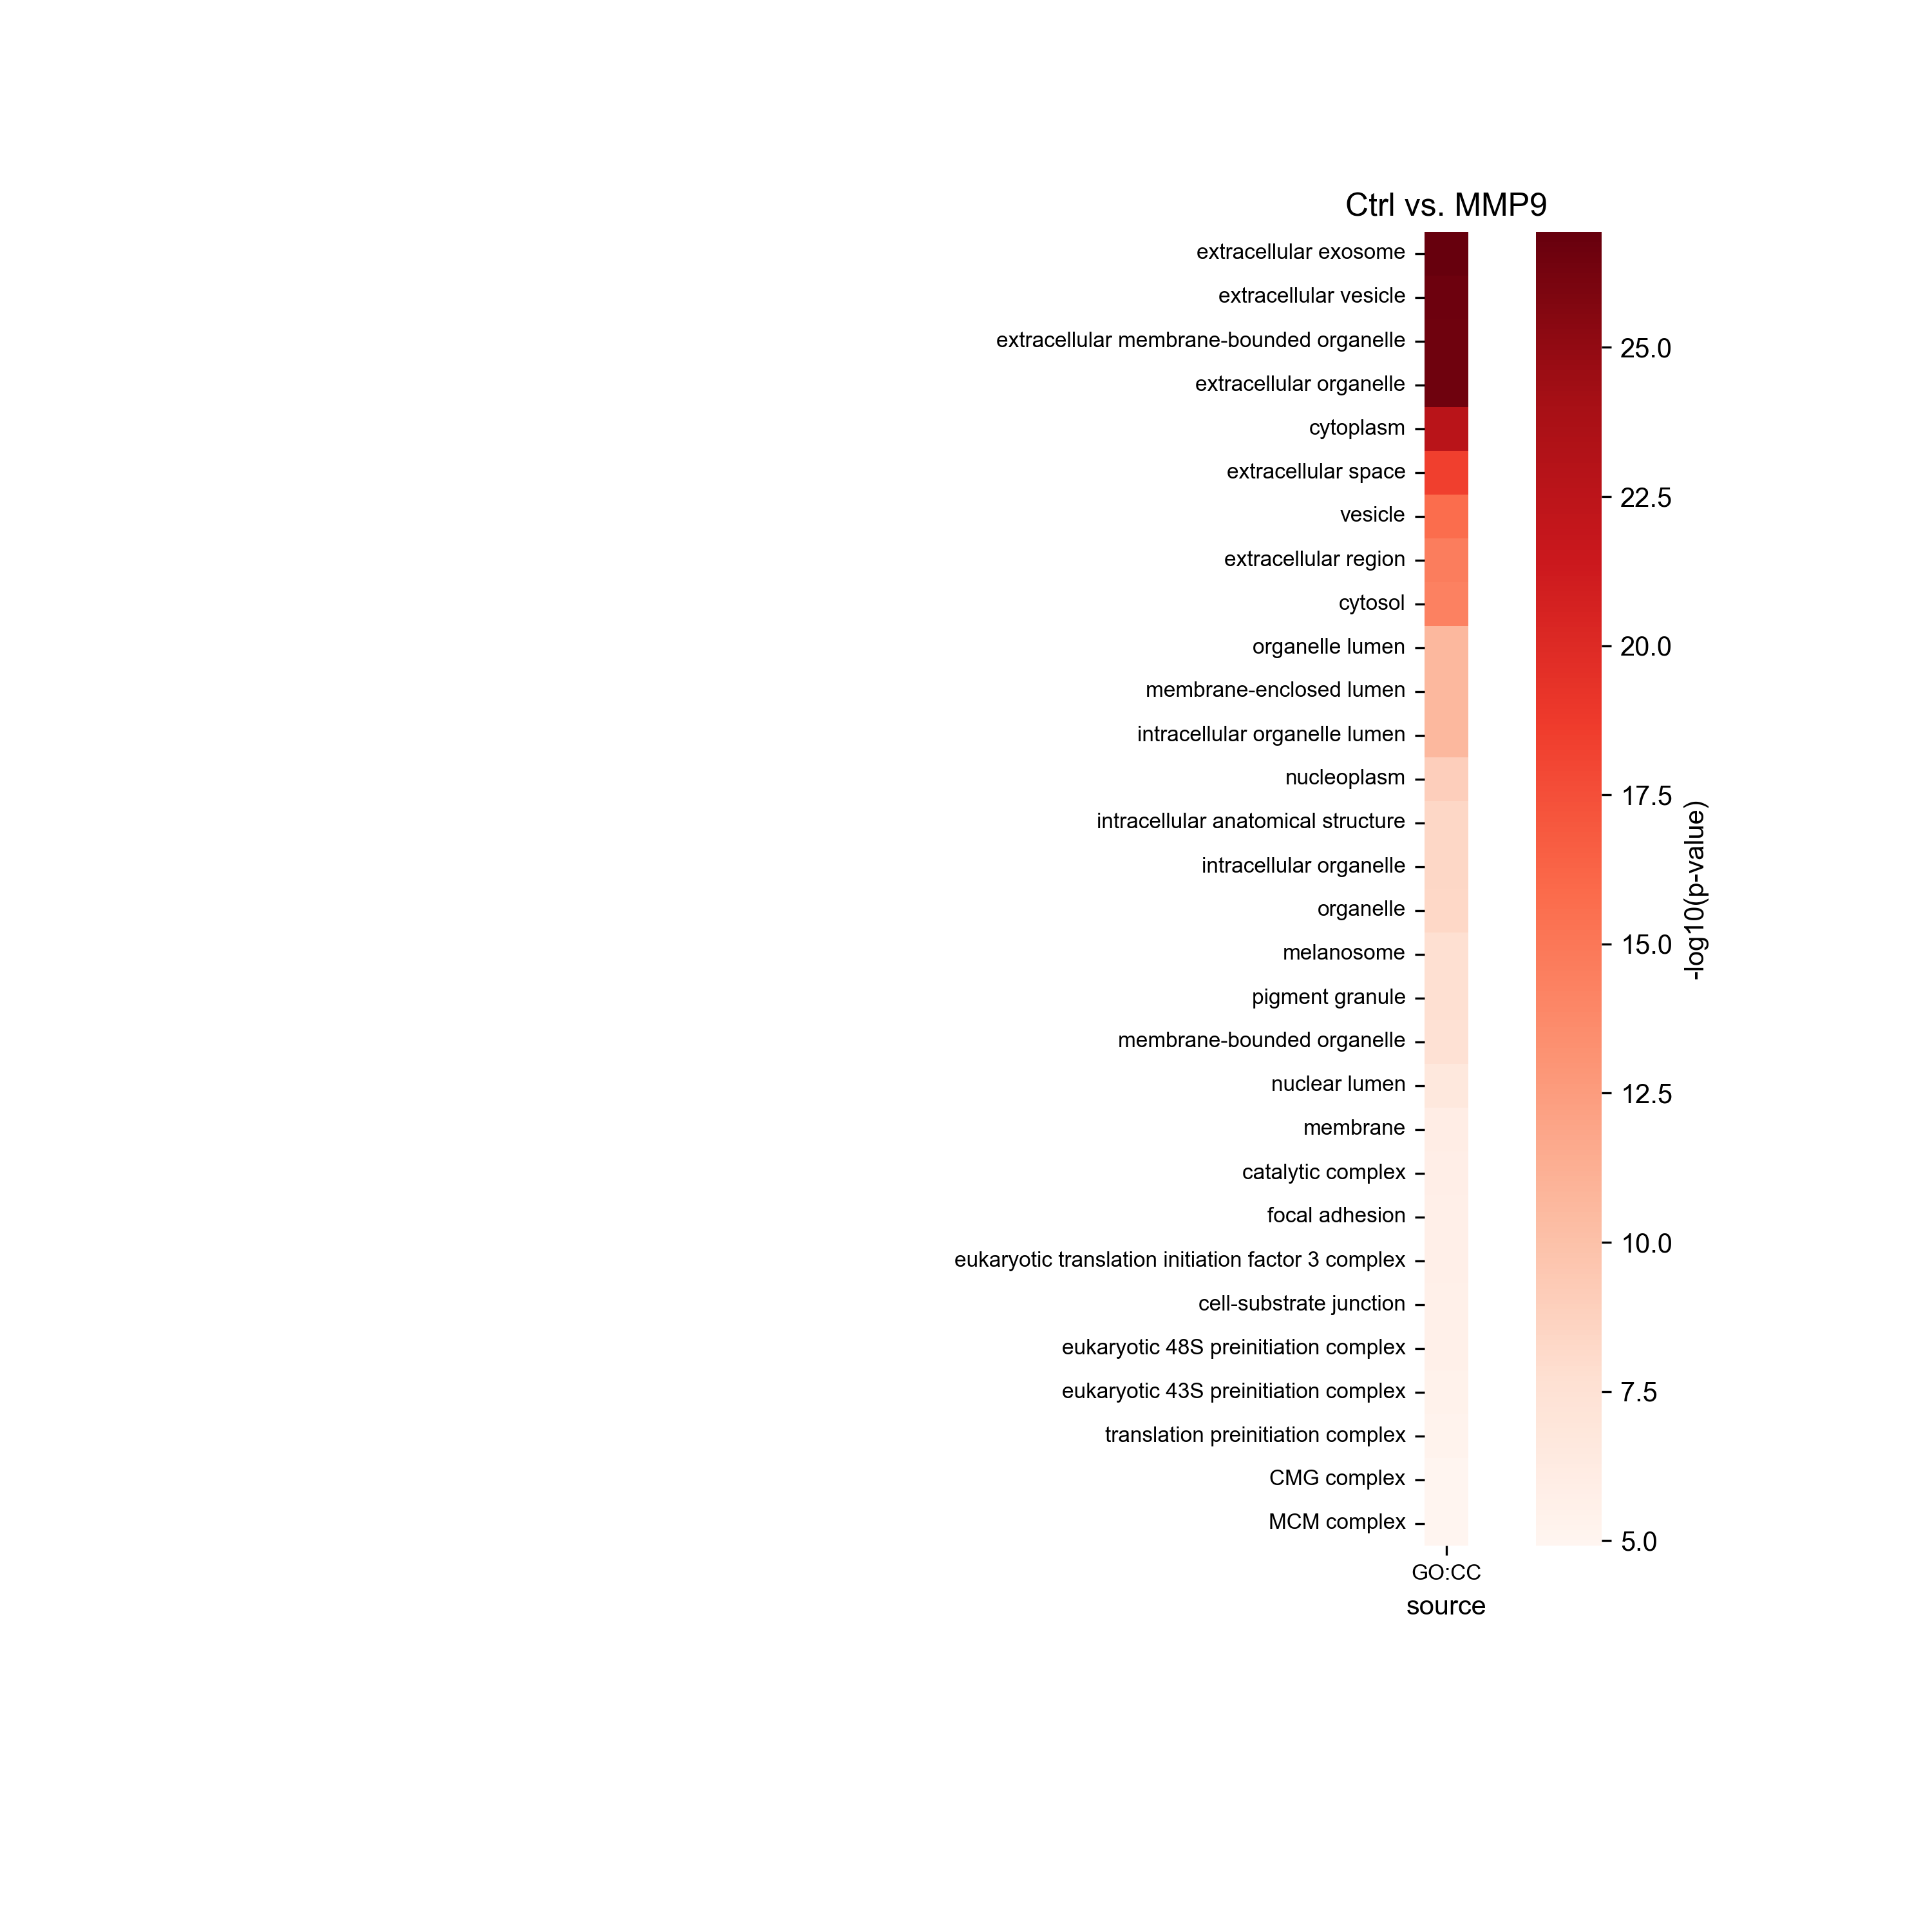 Ctrl vs. MMP9
extracellular exosome
extracellular vesicle
extracellular membrane-bounded organelle
extracellular organelle
cytoplasm
extracellular space
vesicle
extracellular region
cytosol
organelle lumen
membrane-enclosed lumen
intracellular organelle lumen
nucleoplasm
intracellular anatomical structure
intracellular organelle
organelle
melanosome
pigment granule
membrane-bounded organelle
nuclear lumen
membrane
catalytic complex
focal adhesion
eukaryotic translation initiation factor 3 complex
cell-substrate junction
eukaryotic 48S preinitiation complex
eukaryotic 43S preinitiation complex
translation preinitiation complex
CMG complex
MCM complex
GO:CC
source
25.0
22.5
20.0
17.5
15.0
12.5
10.0
7.5
5.0
-log10(p-value)